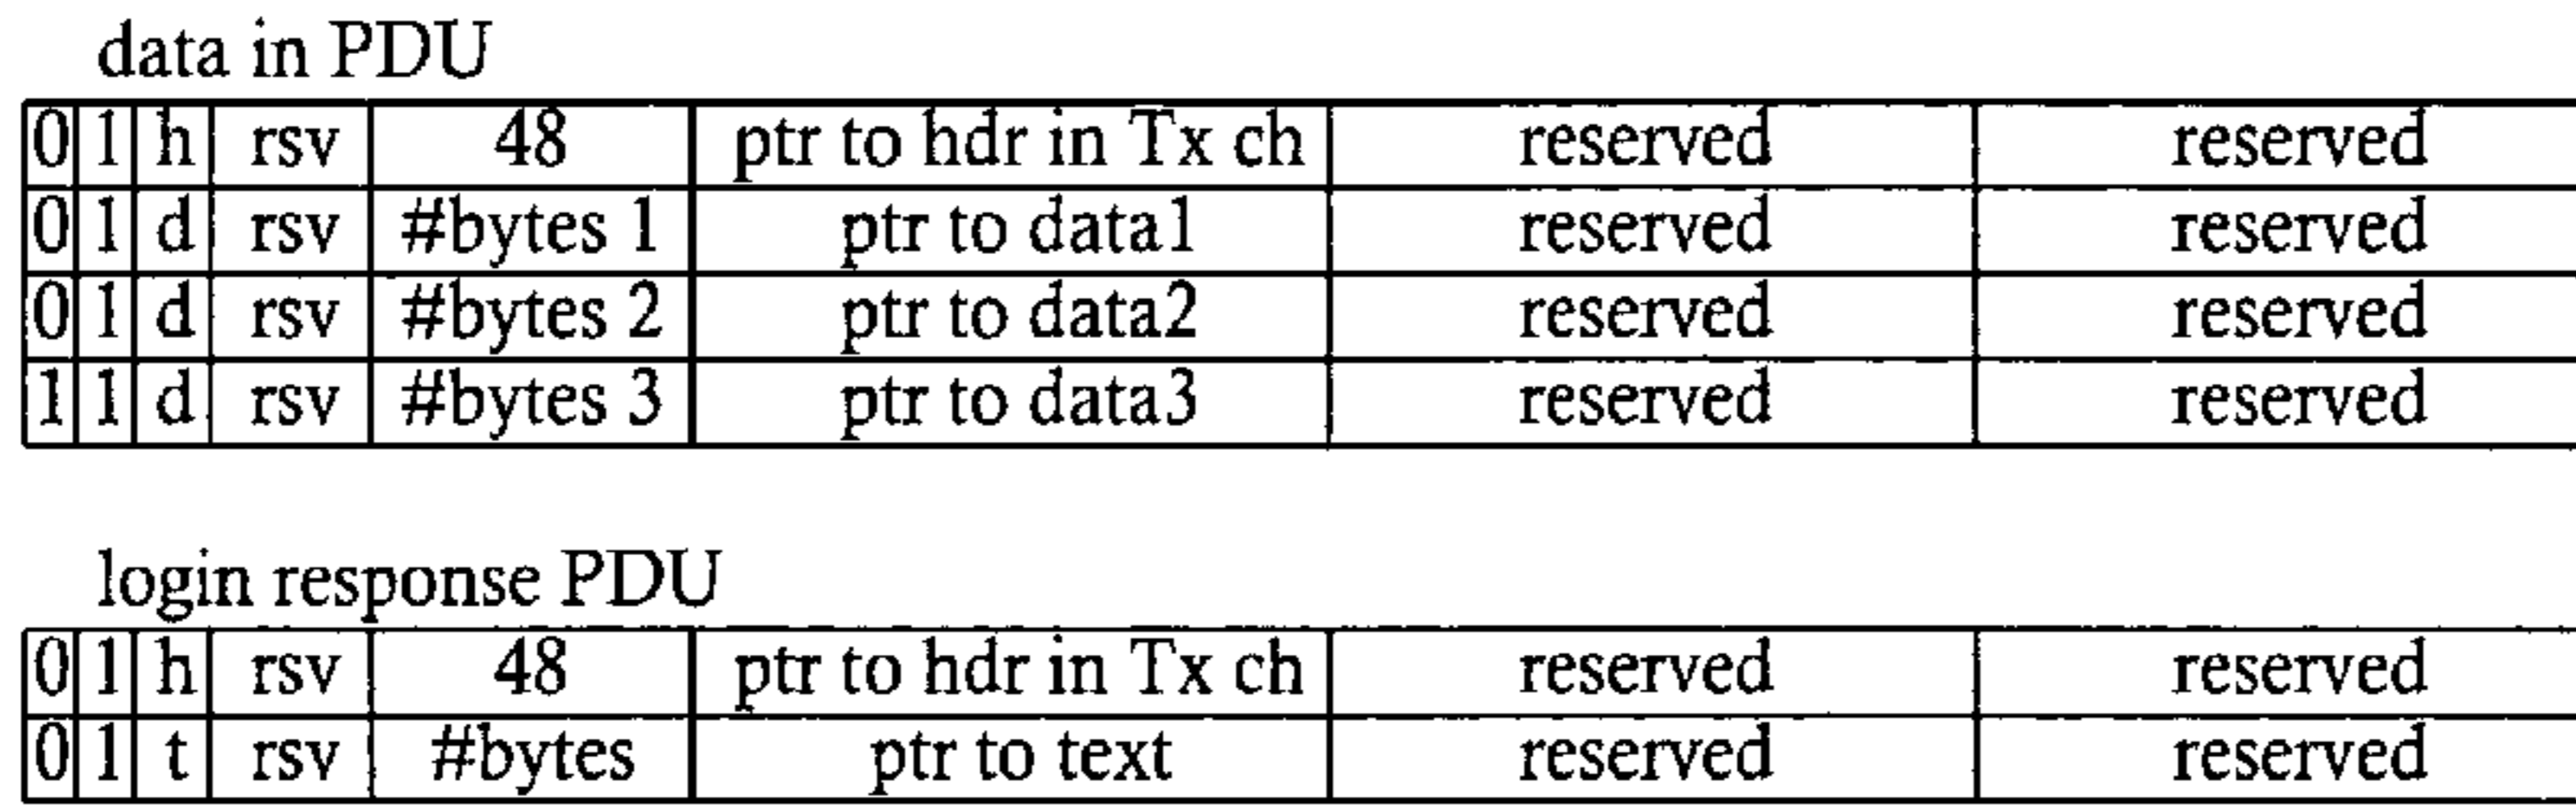 data in PDU
0 1 h rsv 48 ptr to hdr in Tx ch reserved reserved
0 1 d rsv #bytes 1 ptr to data1 reserved reserved
0 1 d rsv #bytes 2 ptr to data2 reserved reserved
1 1 d rsv #bytes 3 ptr to data3 reserved reserved
login response PDU
0 1 h rsv 48 ptr to hdr in Tx ch reserved reserved
0 1 t rsv #bytes ptr to text reserved reserved